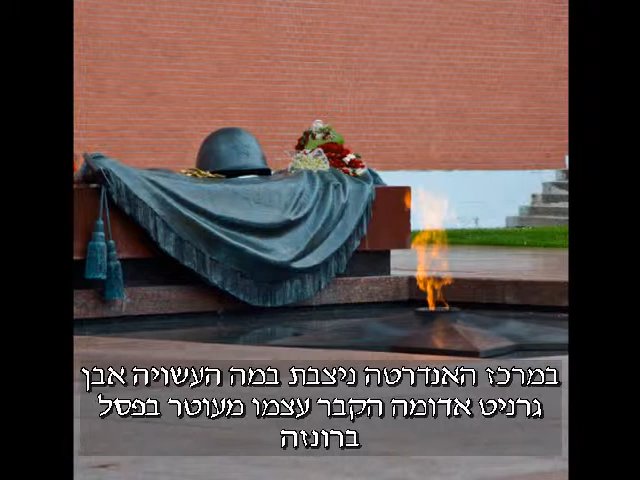 במרכז האנדרטה ניצבת במה העשויה אבן
גרניט אדומה הקבר עצמו מעוטר בפסל
ברונזה